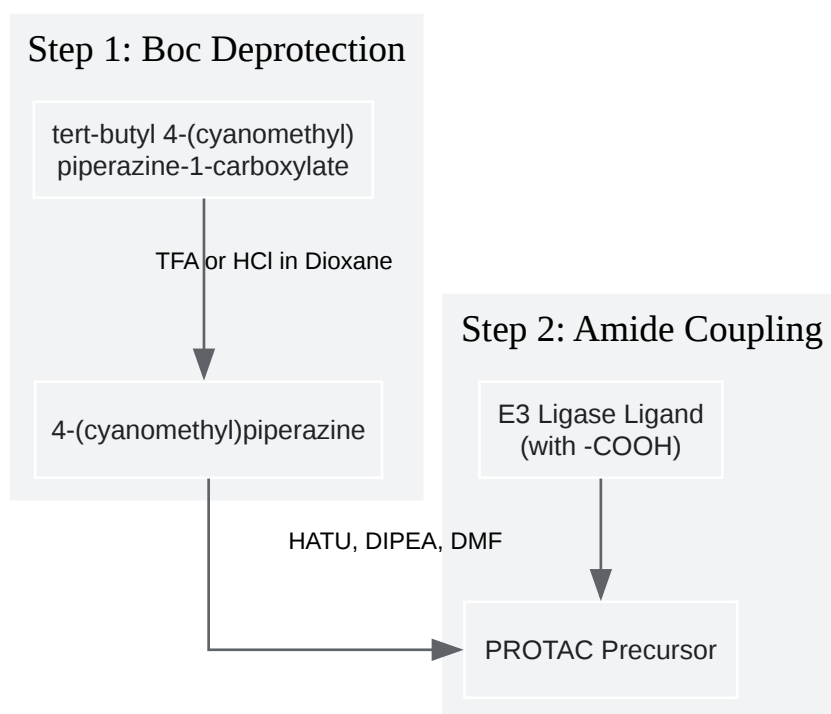 Step 1: Boc Deprotection
tert-butyl 4-(cyanomethyl)
piperazine-1-carboxylate
TFA or HCl in Dioxane
4-(cyanomethyl)piperazine
Step 2: Amide Coupling
E3 Ligase Ligand
(with -COOH)
HATU, DIPEA, DMF
PROTAC Precursor